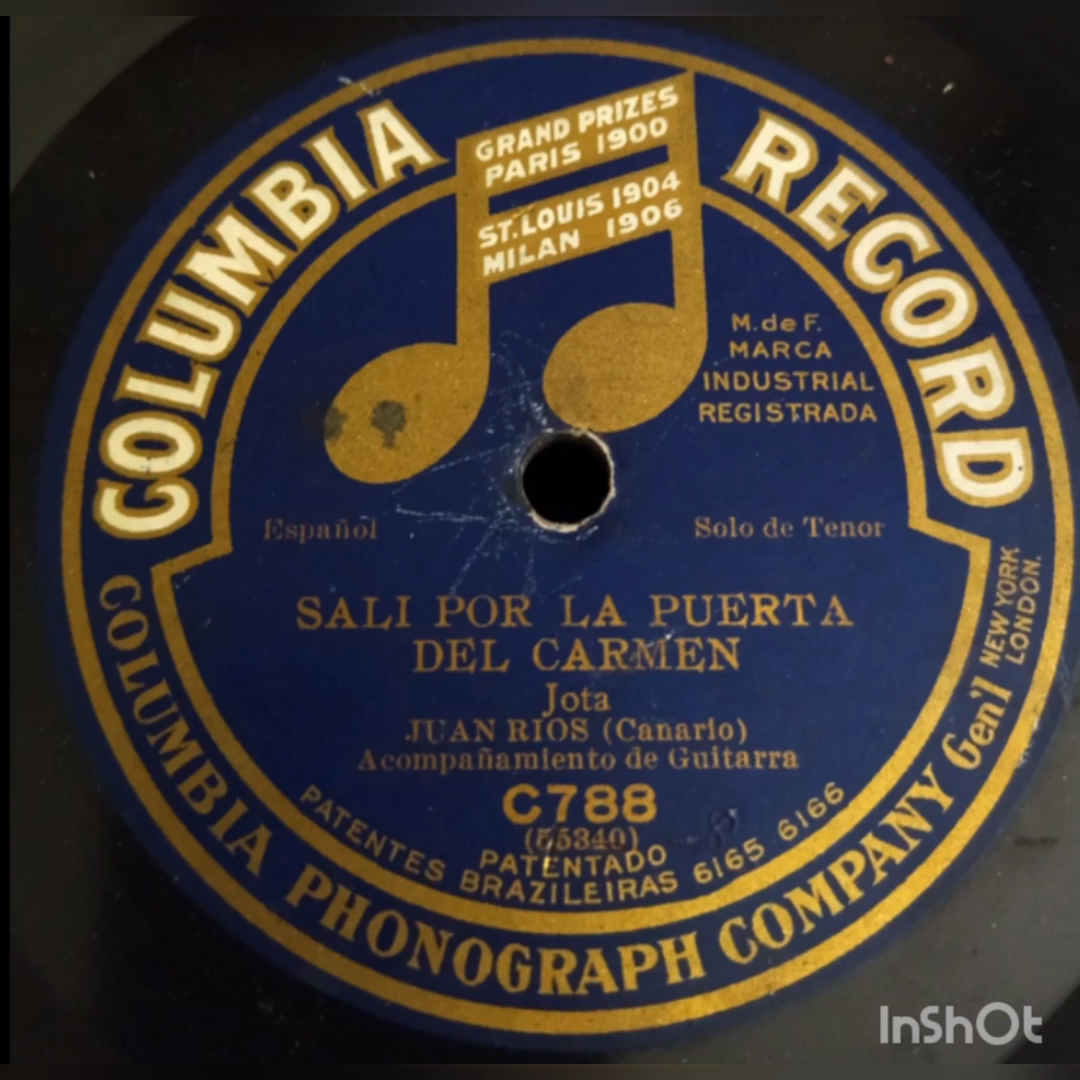 COLUMBIA RECORD
GRAND PRIZES
PARIS 1900
ST. LOUIS 1904
MILAN 1906
M. de F.
MARCA
INDUSTRIAL
REGISTRADA
Español
Solo de Tenor
SALI POR LA PUERTA
DEL CARMEN
Jota
JUAN RIOS (Canario)
Acompañamiento de Guitarra
C788
(55340)
PATENTADO
PATENTES BRAZILEIRAS 6165 6166
COLUMBIA PHONOGRAPH COMPANY Gen'l NEW YORK
LONDON.
InShOt